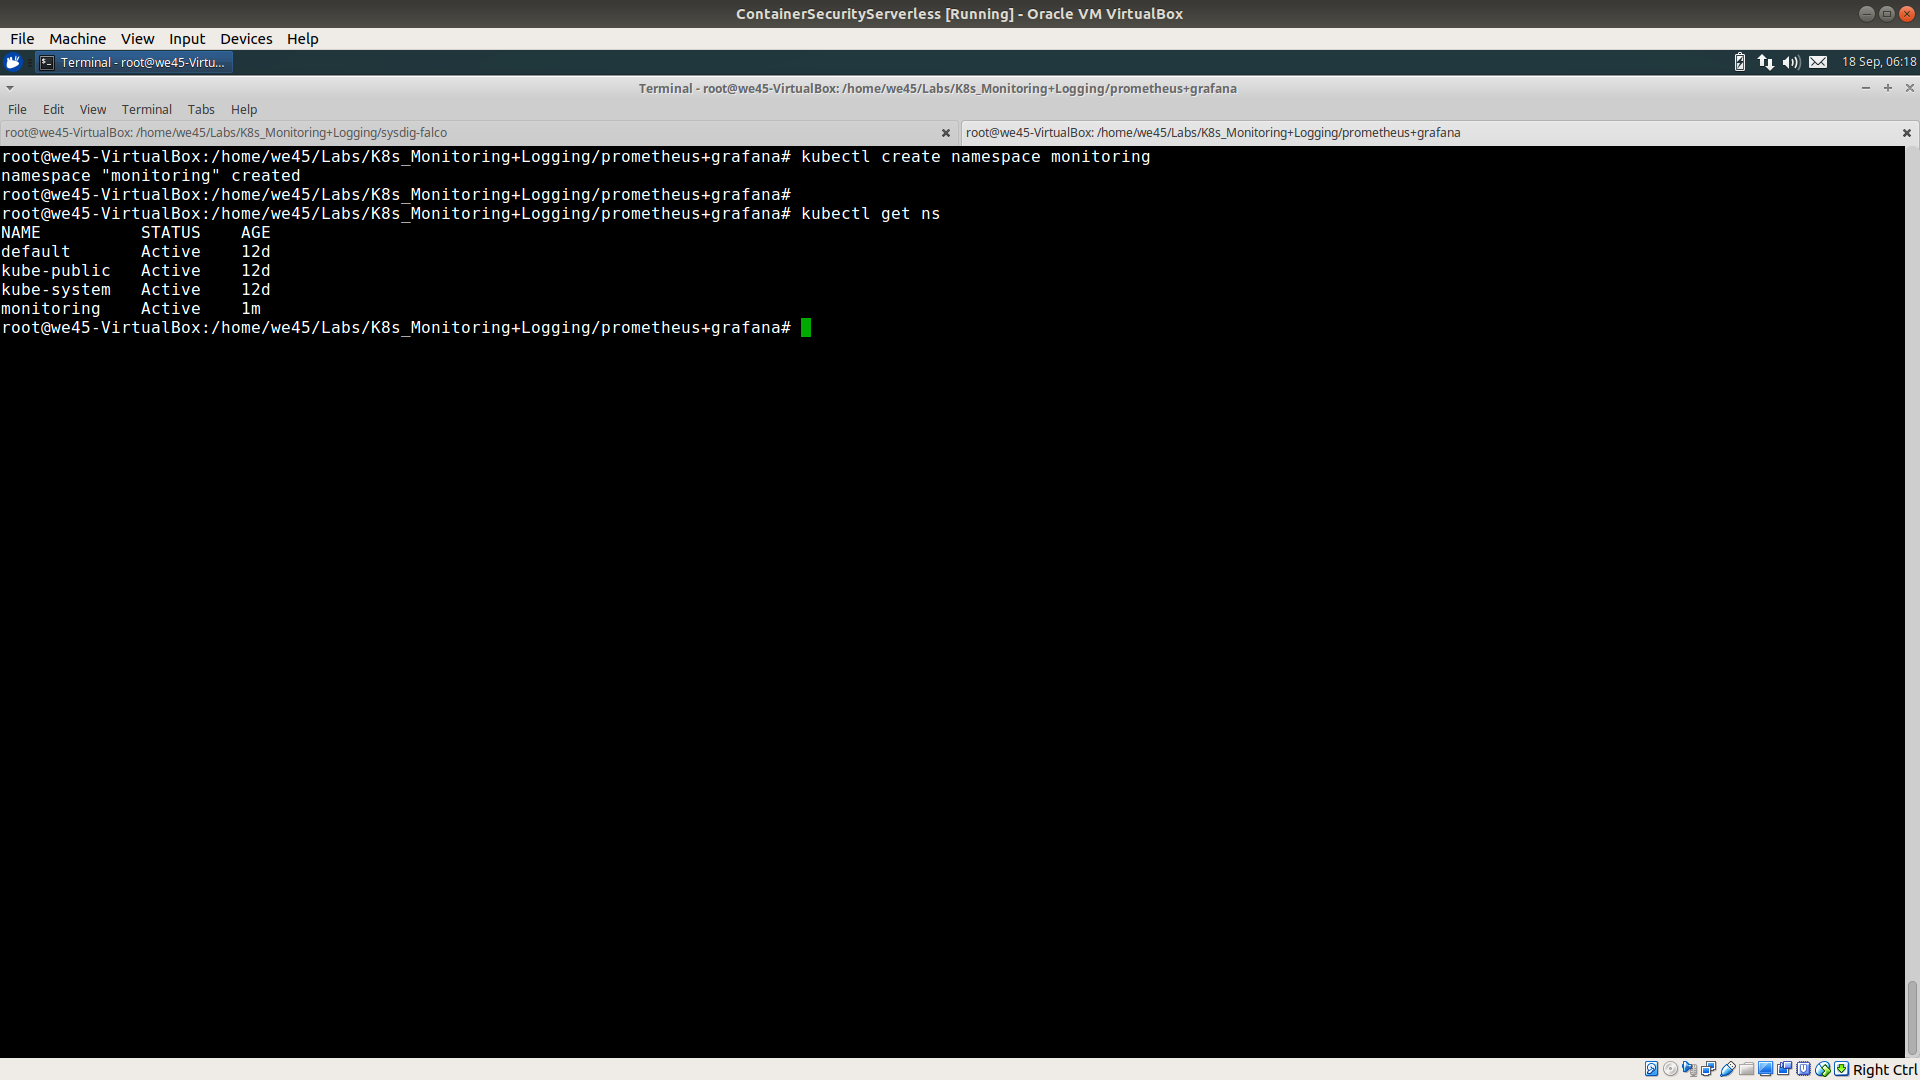 ContainerSecurityServerless [Running] - Oracle VM VirtualBox
File Machine View Input Devices Help
Terminal - root@we45-Virtu...
18 Sep, 06:18
Terminal - root@we45-VirtualBox: /home/we45/Labs/K8s_Monitoring+Logging/prometheus+grafana
File Edit View Terminal Tabs Help
root@we45-VirtualBox: /home/we45/Labs/K8s_Monitoring+Logging/sysdig-falco
root@we45-VirtualBox: /home/we45/Labs/K8s_Monitoring+Logging/prometheus+grafana
root@we45-VirtualBox:/home/we45/Labs/K8s_Monitoring+Logging/prometheus+grafana# kubectl create namespace monitoring
namespace "monitoring" created
root@we45-VirtualBox:/home/we45/Labs/K8s_Monitoring+Logging/prometheus+grafana#
root@we45-VirtualBox:/home/we45/Labs/K8s_Monitoring+Logging/prometheus+grafana# kubectl get ns
NAME STATUS AGE
default Active 12d
kube-public Active 12d
kube-system Active 12d
monitoring Active 1m
root@we45-VirtualBox:/home/we45/Labs/K8s_Monitoring+Logging/prometheus+grafana#
Right Ctrl